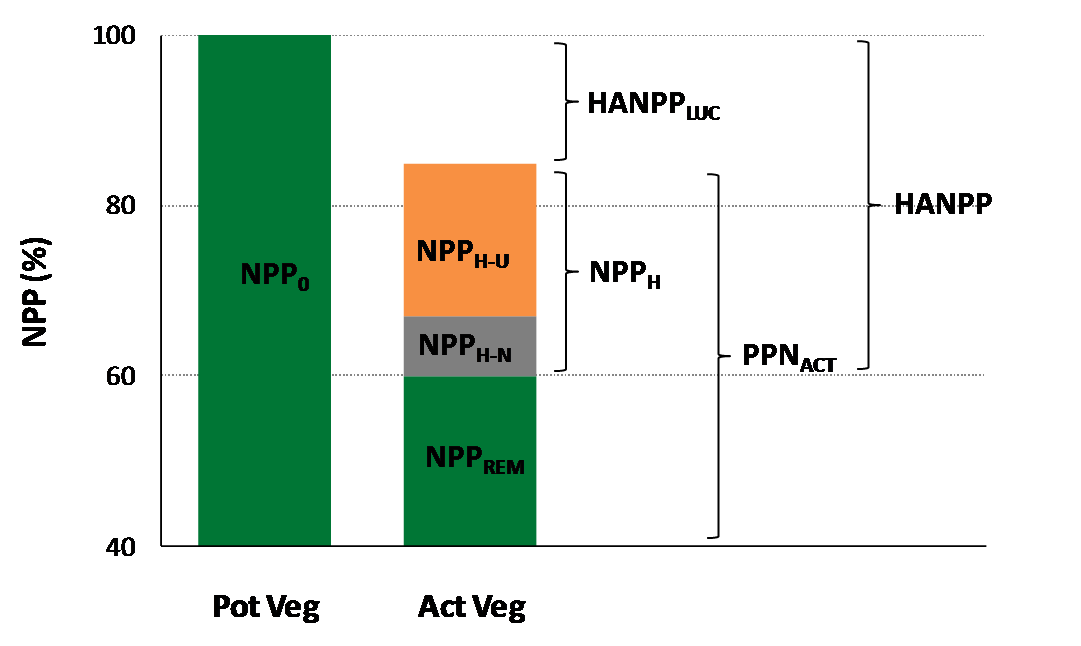 100
80
60
40
NPP (%)
NPP0
NPPH-U
NPPH-N
NPPREM
HANPPLUC
NPPH
PPNACT
HANPP
Pot Veg
Act Veg